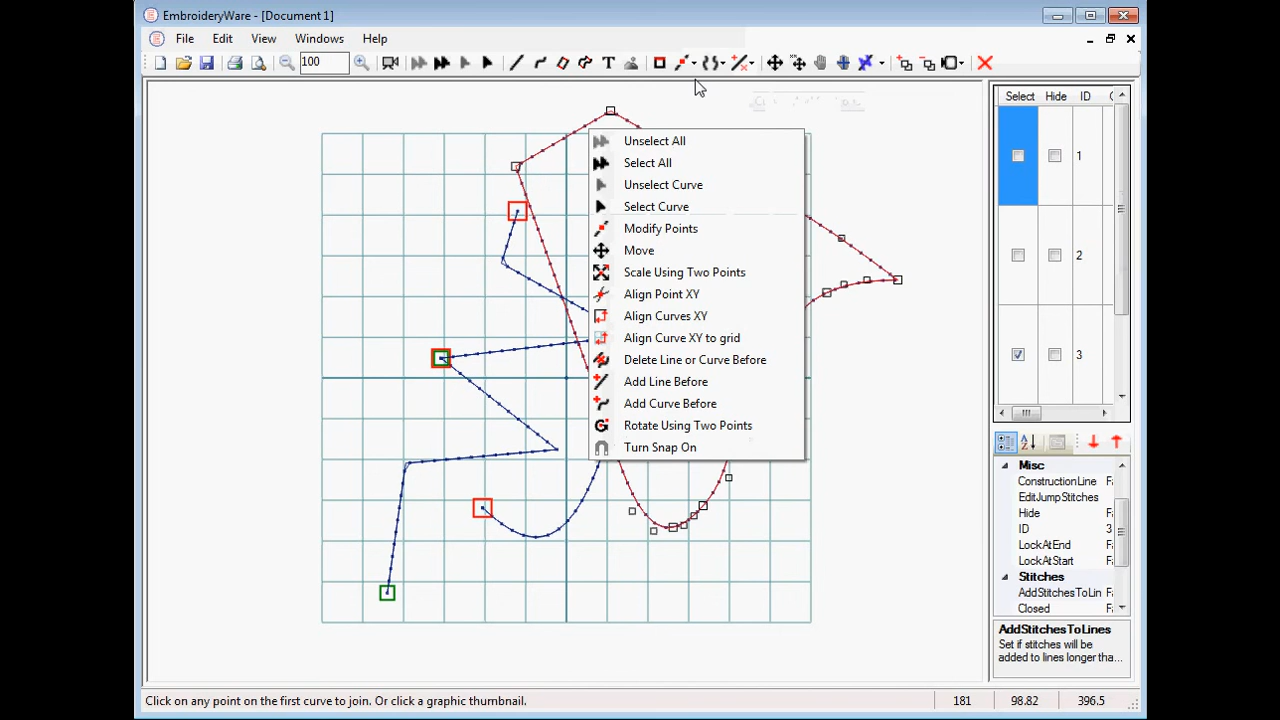 EmbroideryWare - [Document 1]
File Edit View Windows Help
100
Select Hide ID
1
2
3
Unselect All
Select All
Unselect Curve
Select Curve
Modify Points
Move
Scale Using Two Points
Align Point XY
Align Curves XY
Align Curve XY to grid
Delete Line or Curve Before
Add Line Before
Add Curve Before
Rotate Using Two Points
Turn Snap On
Misc
ConstructionLine
EditJumpStitches
Hide
ID 3
LockAtEnd
LockAtStart
Stitches
AddStitchesToLin
Closed
AddStitchesToLines
Set if stitches will be
added to lines longer tha...
Click on any point on the first curve to join. Or click a graphic thumbnail. 181 98.82 396.5